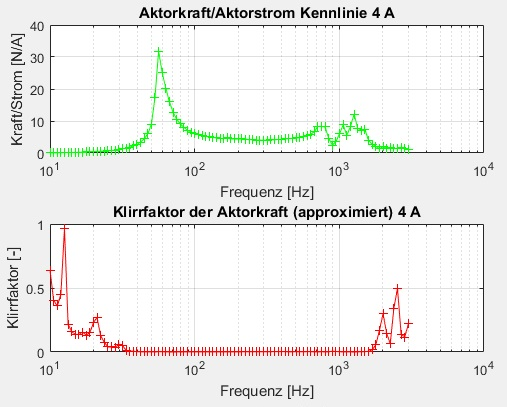 Aktorkraft/Aktorstrom Kennlinie 4 A
Kraft/Strom [N/A]
40
30
20
10
0
10^1
10^2
10^3
10^4
Frequenz [Hz]
Klirrfaktor der Aktorkraft (approximiert) 4 A
Klirrfaktor [-]
1
0.5
0
10^1
10^2
10^3
10^4
Frequenz [Hz]